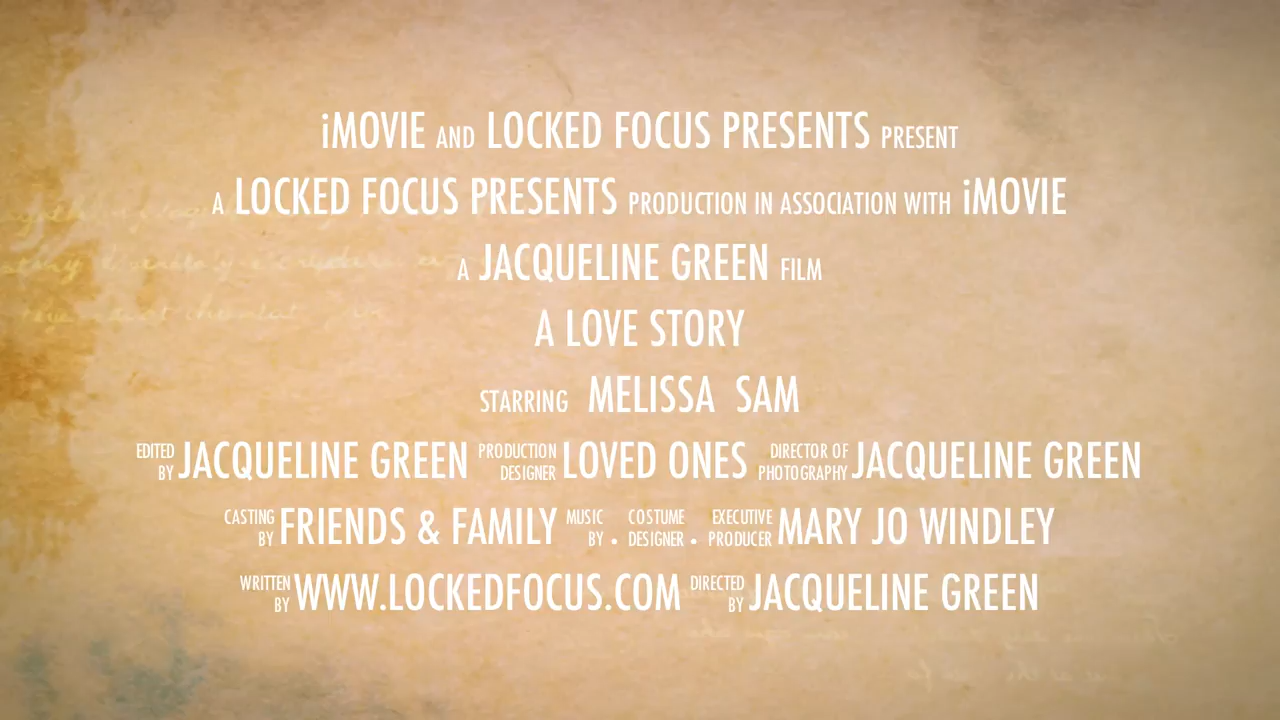 iMOVIE AND LOCKED FOCUS PRESENTS PRESENT
A LOCKED FOCUS PRESENTS PRODUCTION IN ASSOCIATION WITH iMOVIE
A JACQUELINE GREEN FILM
A LOVE STORY
STARRING MELISSA SAM
EDITED BY JACQUELINE GREEN PRODUCTION DESIGNER LOVED ONES DIRECTOR OF PHOTOGRAPHY JACQUELINE GREEN
CASTING BY FRIENDS & FAMILY MUSIC BY . COSTUME DESIGNER . EXECUTIVE PRODUCER MARY JO WINDLEY
WRITTEN BY WWW.LOCKEDFOCUS.COM DIRECTED BY JACQUELINE GREEN